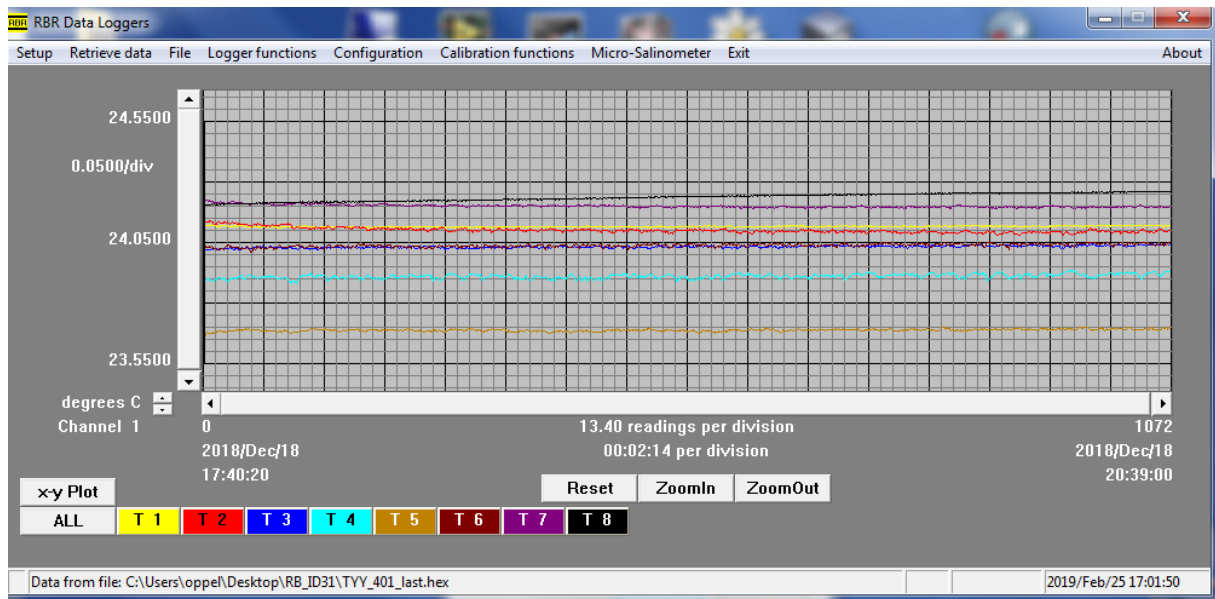 RBR RBR Data Loggers
Setup Retrieve data File Logger functions Configuration Calibration functions Micro-Salinometer Exit About
24.5500
0.0500/div
24.0500
23.5500
degrees C
Channel 1
0 13.40 readings per division 1072
2018/Dec/18 00:02:14 per division 2018/Dec/18
17:40:20 20:39:00
x-y Plot Reset ZoomIn ZoomOut
ALL T 1 T 2 T 3 T 4 T 5 T 6 T 7 T 8
Data from file: C:\Users\oppel\Desktop\RB_ID31\TYY_401_last.hex 2019/Feb/25 17:01:50